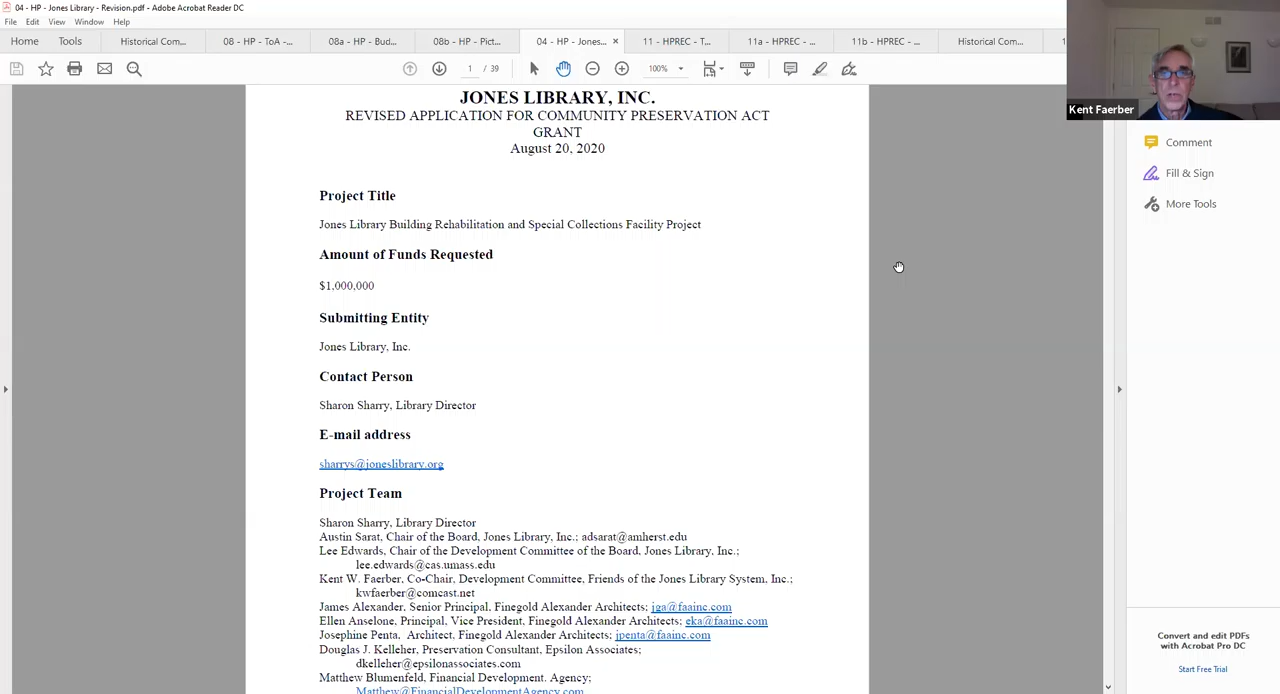 04 - HP - Jones Library - Revision.pdf - Adobe Acrobat Reader DC
File Edit View Window Help
Home Tools Historical Com... 08 - HP - ToA -... 08a - HP - Bud... 08b - HP - Pict... 04 - HP - Jones... × 11 - HPREC - T... 11a - HPREC - ... 11b - HPREC - ... Historical Com...
1 / 39 100%
Kent Faerber
Comment
Fill & Sign
More Tools
JONES LIBRARY, INC.
REVISED APPLICATION FOR COMMUNITY PRESERVATION ACT
GRANT
August 20, 2020
Project Title
Jones Library Building Rehabilitation and Special Collections Facility Project
Amount of Funds Requested
$1,000,000
Submitting Entity
Jones Library, Inc.
Contact Person
Sharon Sharry, Library Director
E-mail address
sharrys@joneslibrary.org
Project Team
Sharon Sharry, Library Director
Austin Sarat, Chair of the Board, Jones Library, Inc.; adsarat@amherst.edu
Lee Edwards, Chair of the Development Committee of the Board, Jones Library, Inc.;
lee.edwards@cas.umass.edu
Kent W. Faerber, Co-Chair, Development Committee, Friends of the Jones Library System, Inc.;
kwfaerber@comcast.net
James Alexander, Senior Principal, Finegold Alexander Architects; jga@faainc.com
Ellen Anselone, Principal, Vice President, Finegold Alexander Architects; eka@faainc.com
Josephine Penta, Architect, Finegold Alexander Architects; jpenta@faainc.com
Douglas J. Kelleher, Preservation Consultant, Epsilon Associates;
dkelleher@epsilonassociates.com
Matthew Blumenfeld, Financial Development. Agency;
Matthew@FinancialDevelopmentAgency.com
Convert and edit PDFs
with Acrobat Pro DC
Start Free Trial